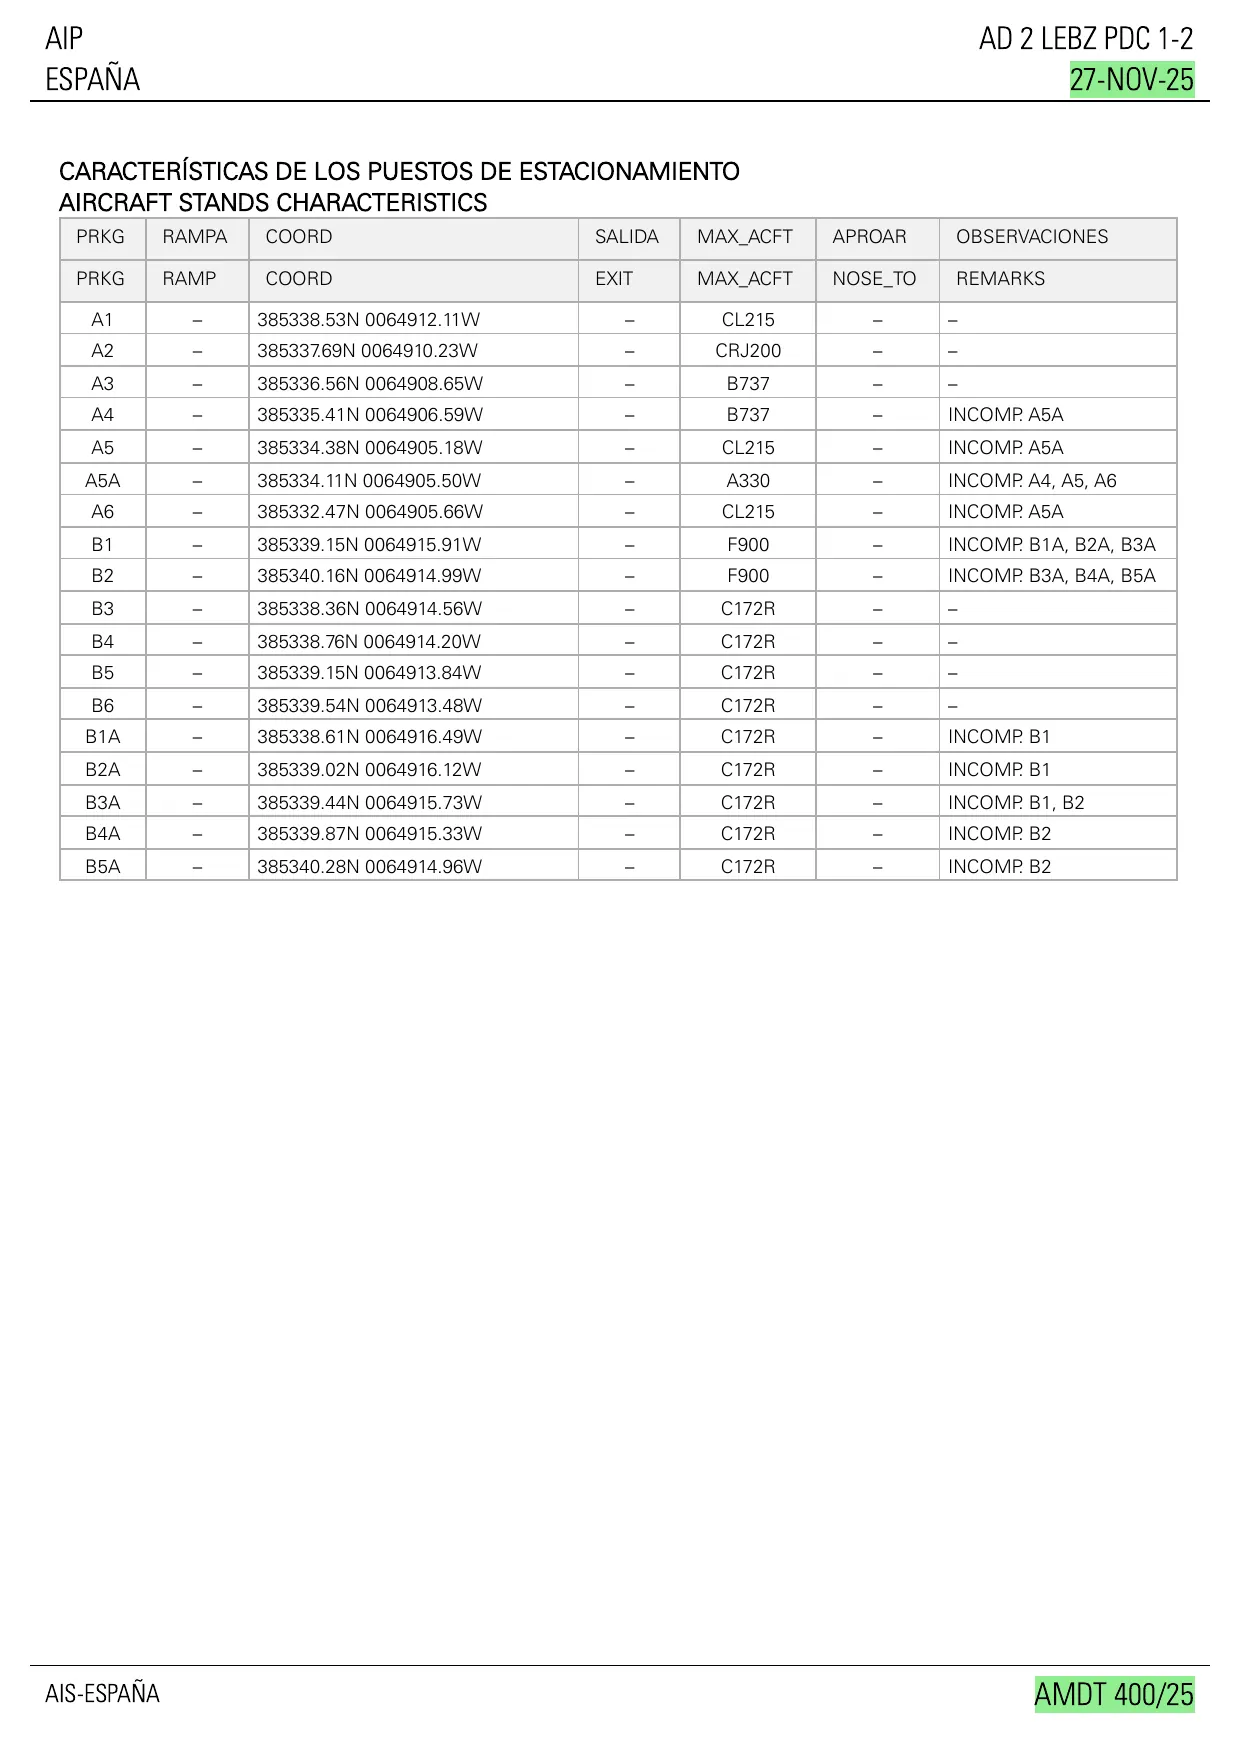 AIP
ESPAÑA
AD 2 LEBZ PDC 1-2
27-NOV-25
CARACTERÍSTICAS DE LOS PUESTOS DE ESTACIONAMIENTO
AIRCRAFT STANDS CHARACTERISTICS
PRKG RAMPA COORD SALIDA MAX_ACFT APROAR OBSERVACIONES
PRKG RAMP COORD EXIT MAX_ACFT NOSE_TO REMARKS
A1 – 385338.53N 0064912.11W – CL215 – –
A2 – 385337.69N 0064910.23W – CRJ200 – –
A3 – 385336.56N 0064908.65W – B737 – –
A4 – 385335.41N 0064906.59W – B737 – INCOMP. A5A
A5 – 385334.38N 0064905.18W – CL215 – INCOMP. A5A
A5A – 385334.11N 0064905.50W – A330 – INCOMP. A4, A5, A6
A6 – 385332.47N 0064905.66W – CL215 – INCOMP. A5A
B1 – 385339.15N 0064915.91W – F900 – INCOMP. B1A, B2A, B3A
B2 – 385340.16N 0064914.99W – F900 – INCOMP. B3A, B4A, B5A
B3 – 385338.36N 0064914.56W – C172R – –
B4 – 385338.76N 0064914.20W – C172R – –
B5 – 385339.15N 0064913.84W – C172R – –
B6 – 385339.54N 0064913.48W – C172R – –
B1A – 385338.61N 0064916.49W – C172R – INCOMP. B1
B2A – 385339.02N 0064916.12W – C172R – INCOMP. B1
B3A – 385339.44N 0064915.73W – C172R – INCOMP. B1, B2
B4A – 385339.87N 0064915.33W – C172R – INCOMP. B2
B5A – 385340.28N 0064914.96W – C172R – INCOMP. B2
AIS-ESPAÑA
AMDT 400/25